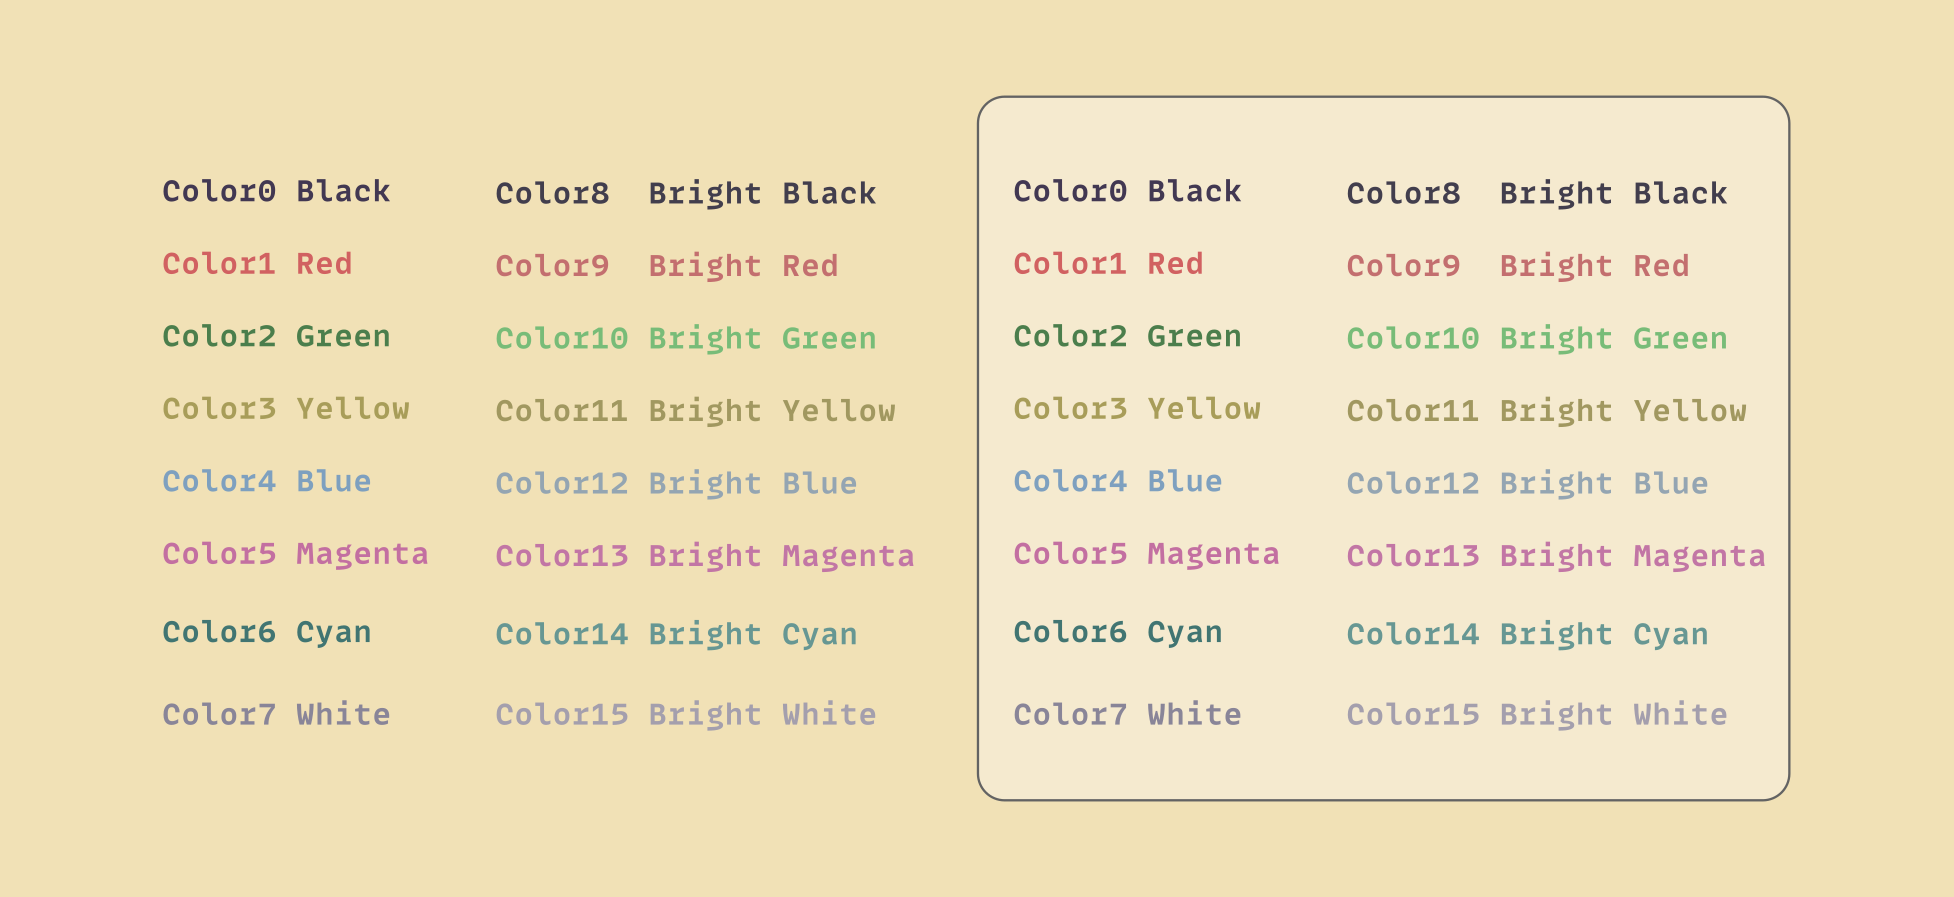 Color0 Black Color8  Bright Black
Color1 Red Color9  Bright Red
Color2 Green Color10 Bright Green
Color3 Yellow Color11 Bright Yellow
Color4 Blue Color12 Bright Blue
Color5 Magenta Color13 Bright Magenta
Color6 Cyan Color14 Bright Cyan
Color7 White Color15 Bright White
Color0 Black Color8  Bright Black
Color1 Red Color9  Bright Red
Color2 Green Color10 Bright Green
Color3 Yellow Color11 Bright Yellow
Color4 Blue Color12 Bright Blue
Color5 Magenta Color13 Bright Magenta
Color6 Cyan Color14 Bright Cyan
Color7 White Color15 Bright White